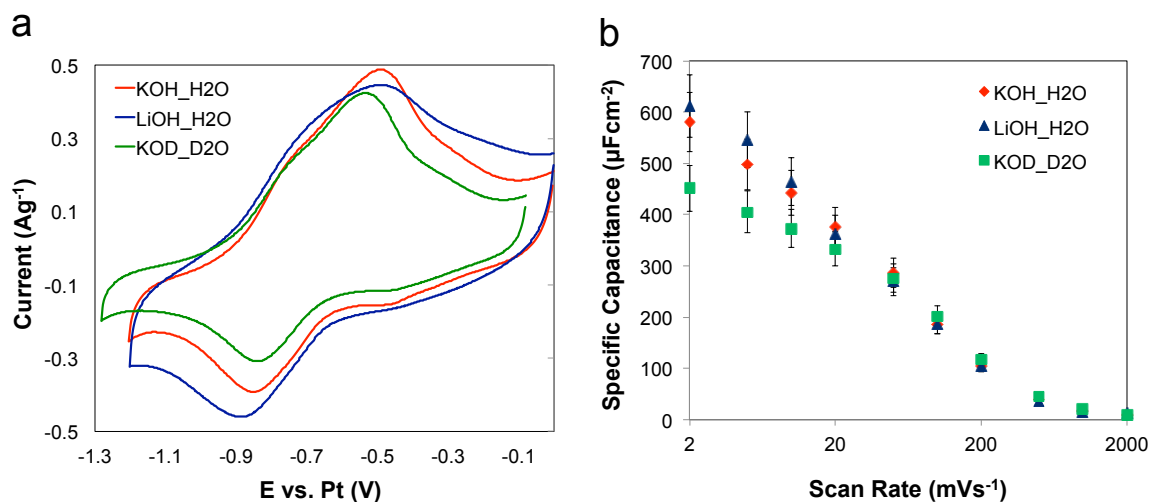 a
0.5
0.3
0.1
-0.1
-0.3
-0.5
Current (Ag⁻¹)
KOH_H2O
LiOH_H2O
KOD_D2O
-1.3 -1.1 -0.9 -0.7 -0.5 -0.3 -0.1
E vs. Pt (V)
b
700
600
500
400
300
200
100
0
Specific Capacitance (µFcm⁻²)
KOH_H2O
LiOH_H2O
KOD_D2O
2 20 200 2000
Scan Rate (mVs⁻¹)